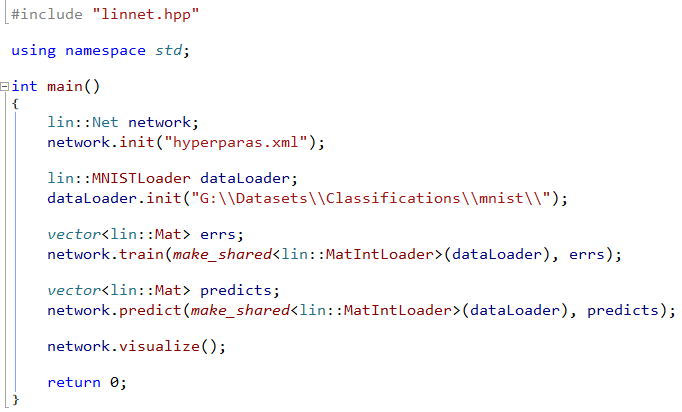 #include "linnet.hpp"
using namespace std;
int main()
{
lin::Net network;
network.init("hyperparas.xml");
lin::MNISTLoader dataLoader;
dataLoader.init("G:\\Datasets\\Classifications\\mnist\\");
vector<lin::Mat> errs;
network.train(make_shared<lin::MatIntLoader>(dataLoader), errs);
vector<lin::Mat> predicts;
network.predict(make_shared<lin::MatIntLoader>(dataLoader), predicts);
network.visualize();
return 0;
}